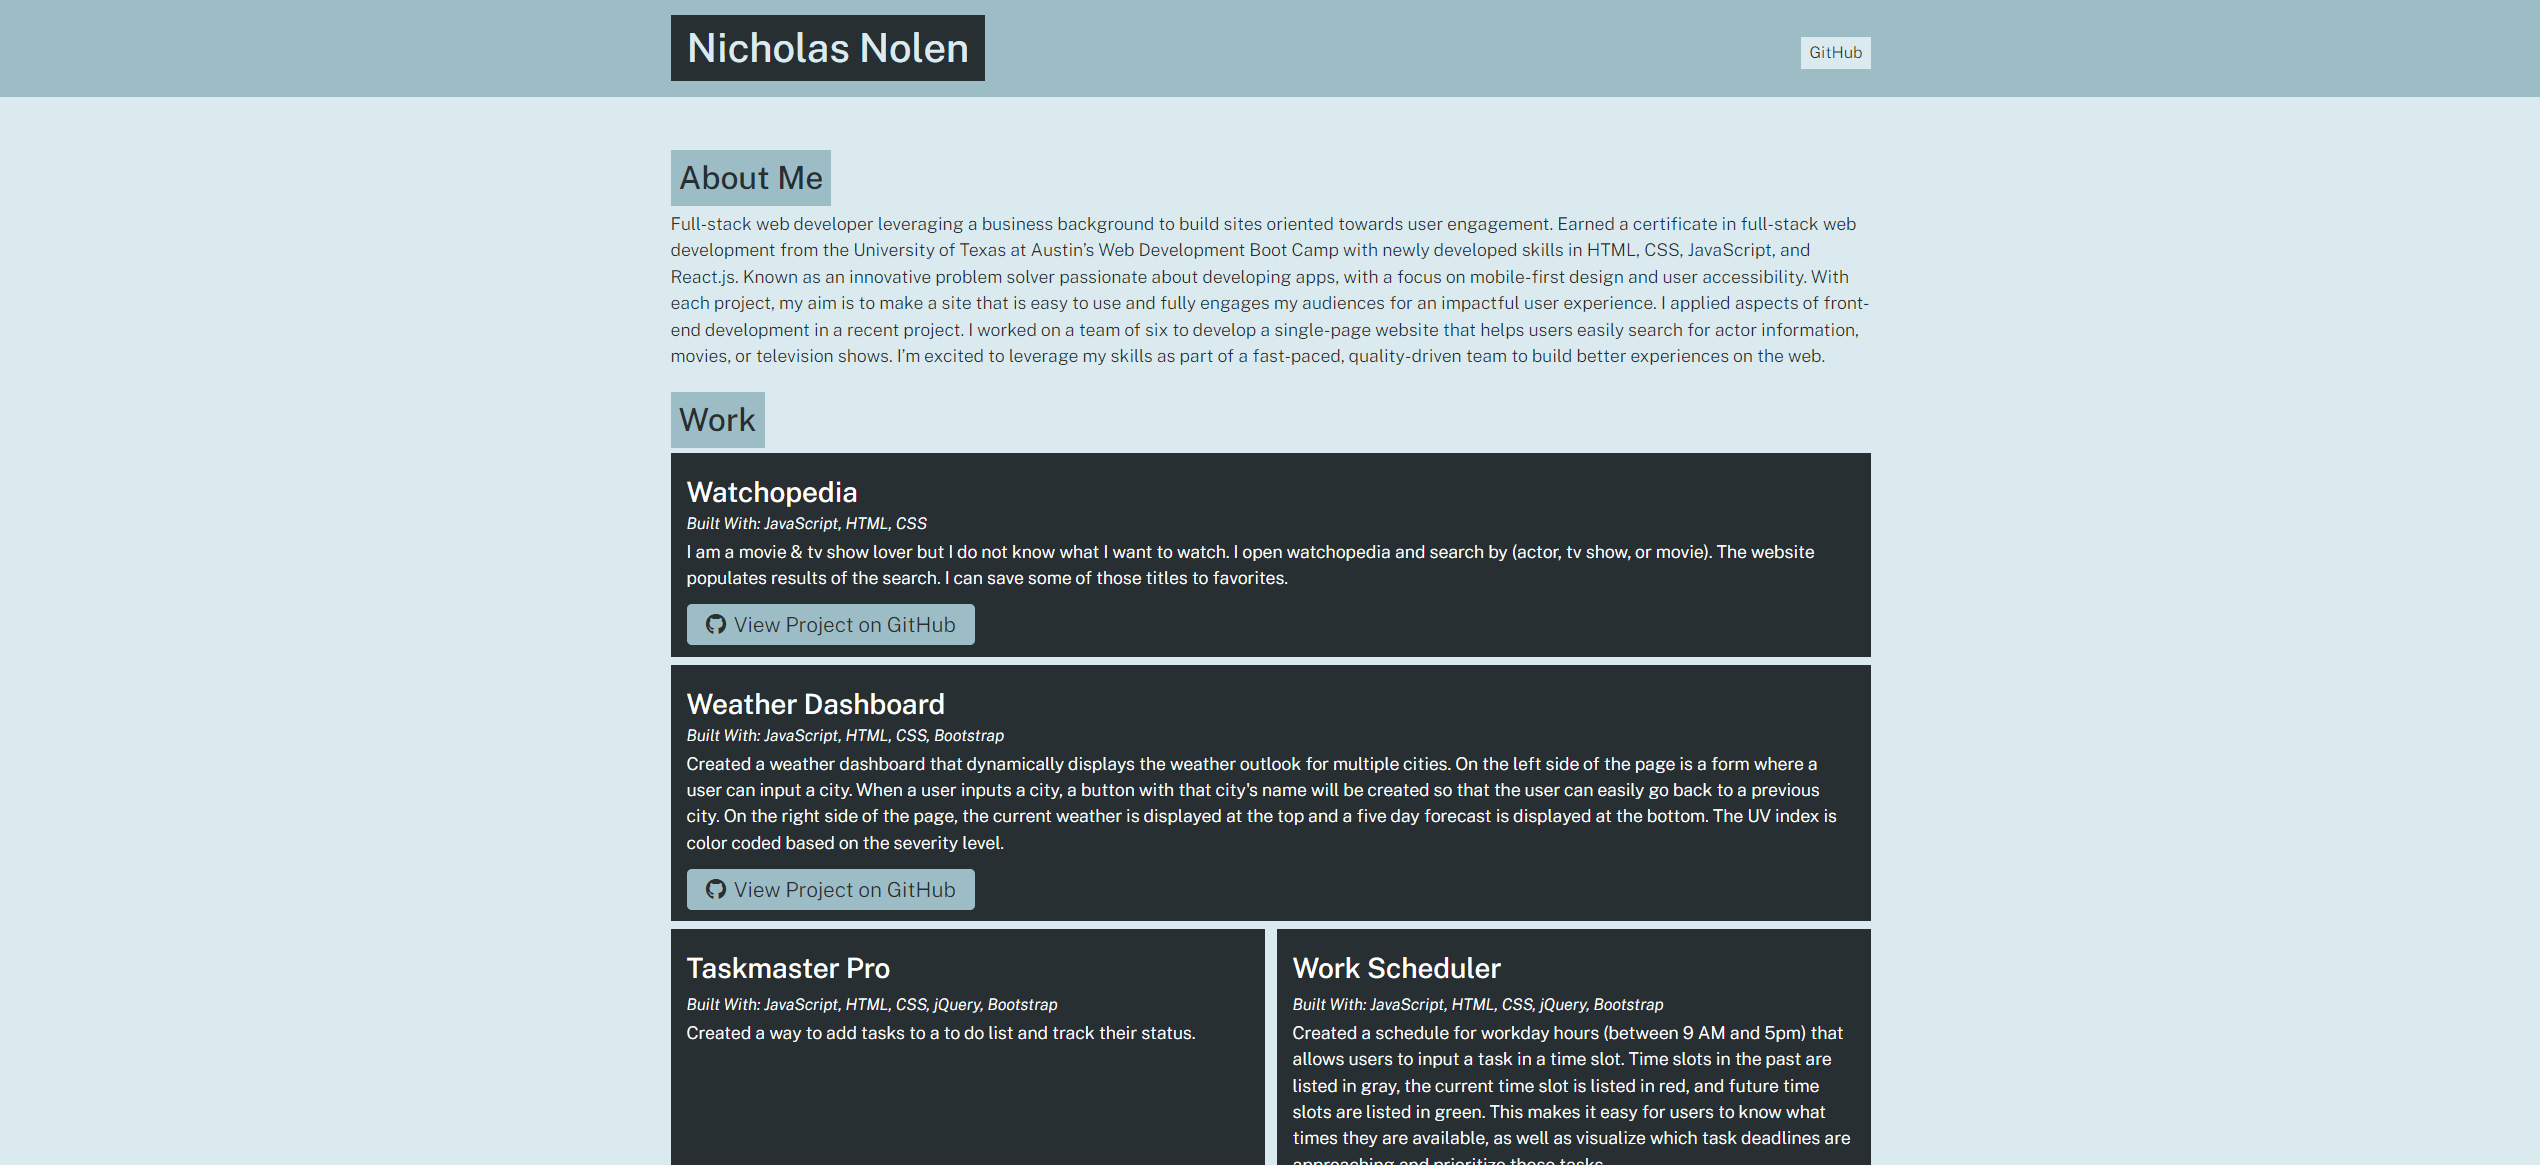 Nicholas Nolen
GitHub
About Me
Full-stack web developer leveraging a business background to build sites oriented towards user engagement. Earned a certificate in full-stack web
development from the University of Texas at Austin’s Web Development Boot Camp with newly developed skills in HTML, CSS, JavaScript, and
React.js. Known as an innovative problem solver passionate about developing apps, with a focus on mobile-first design and user accessibility. With
each project, my aim is to make a site that is easy to use and fully engages my audiences for an impactful user experience. I applied aspects of front-
end development in a recent project. I worked on a team of six to develop a single-page website that helps users easily search for actor information,
movies, or television shows. I’m excited to leverage my skills as part of a fast-paced, quality-driven team to build better experiences on the web.
Work
Watchopedia
Built With: JavaScript, HTML, CSS
I am a movie & tv show lover but I do not know what I want to watch. I open watchopedia and search by (actor, tv show, or movie). The website
populates results of the search. I can save some of those titles to favorites.
View Project on GitHub
Weather Dashboard
Built With: JavaScript, HTML, CSS, Bootstrap
Created a weather dashboard that dynamically displays the weather outlook for multiple cities. On the left side of the page is a form where a
user can input a city. When a user inputs a city, a button with that city's name will be created so that the user can easily go back to a previous
city. On the right side of the page, the current weather is displayed at the top and a five day forecast is displayed at the bottom. The UV index is
color coded based on the severity level.
View Project on GitHub
Taskmaster Pro
Built With: JavaScript, HTML, CSS, jQuery, Bootstrap
Created a way to add tasks to a to do list and track their status.
Work Scheduler
Built With: JavaScript, HTML, CSS, jQuery, Bootstrap
Created a schedule for workday hours (between 9 AM and 5pm) that
allows users to input a task in a time slot. Time slots in the past are
listed in gray, the current time slot is listed in red, and future time
slots are listed in green. This makes it easy for users to know what
times they are available, as well as visualize which task deadlines are
approaching and prioritize those tasks.